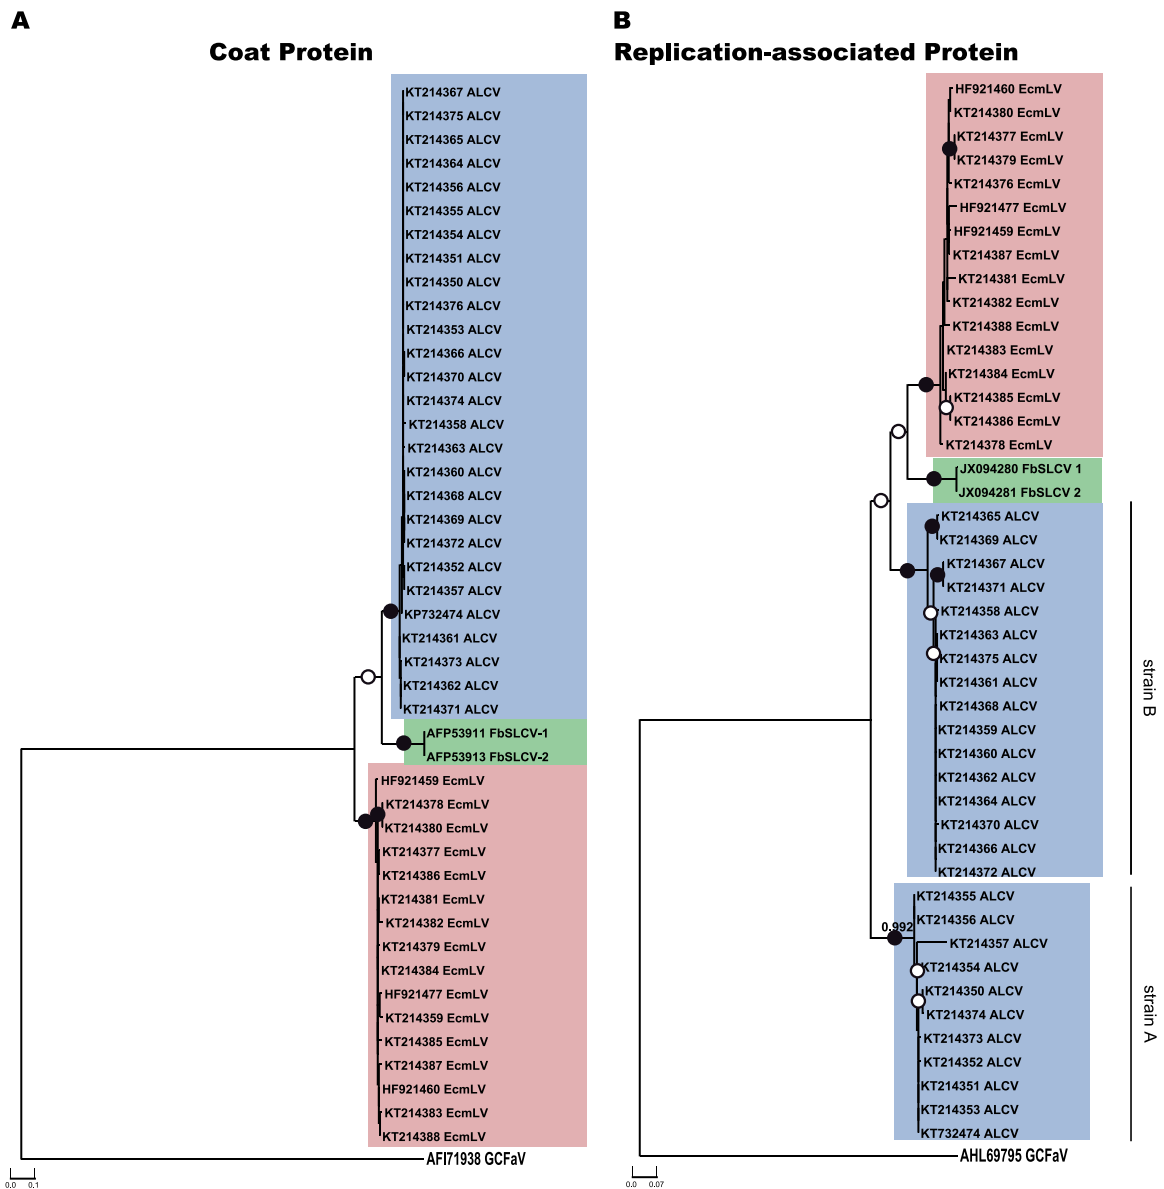 A
Coat Protein
KT214367 ALCV
KT214375 ALCV
KT214365 ALCV
KT214364 ALCV
KT214356 ALCV
KT214355 ALCV
KT214354 ALCV
KT214351 ALCV
KT214350 ALCV
KT214376 ALCV
KT214353 ALCV
KT214366 ALCV
KT214370 ALCV
KT214374 ALCV
KT214358 ALCV
KT214363 ALCV
KT214360 ALCV
KT214368 ALCV
KT214369 ALCV
KT214372 ALCV
KT214352 ALCV
KT214357 ALCV
KP732474 ALCV
KT214361 ALCV
KT214373 ALCV
KT214362 ALCV
KT214371 ALCV
AFP53911 FbSLCV-1
AFP53913 FbSLCV-2
HF921459 EcmLV
KT214378 EcmLV
KT214380 EcmLV
KT214377 EcmLV
KT214386 EcmLV
KT214381 EcmLV
KT214382 EcmLV
KT214379 EcmLV
KT214384 EcmLV
HF921477 EcmLV
KT214359 EcmLV
KT214385 EcmLV
KT214387 EcmLV
HF921460 EcmLV
KT214383 EcmLV
KT214388 EcmLV
AFI71938 GCFaV
0.0 0.1
B
Replication-associated Protein
HF921460 EcmLV
KT214380 EcmLV
KT214377 EcmLV
KT214379 EcmLV
KT214376 EcmLV
HF921477 EcmLV
HF921459 EcmLV
KT214387 EcmLV
KT214381 EcmLV
KT214382 EcmLV
KT214388 EcmLV
KT214383 EcmLV
KT214384 EcmLV
KT214385 EcmLV
KT214386 EcmLV
KT214378 EcmLV
JX094280 FbSLCV 1
JX094281 FbSLCV 2
KT214365 ALCV
KT214369 ALCV
KT214367 ALCV
KT214371 ALCV
KT214358 ALCV
KT214363 ALCV
KT214375 ALCV
KT214361 ALCV
KT214368 ALCV
KT214359 ALCV
KT214360 ALCV
KT214362 ALCV
KT214364 ALCV
KT214370 ALCV
KT214366 ALCV
KT214372 ALCV
strain B
KT214355 ALCV
KT214356 ALCV
0.992
KT214357 ALCV
KT214354 ALCV
KT214350 ALCV
KT214374 ALCV
KT214373 ALCV
KT214352 ALCV
KT214351 ALCV
KT214353 ALCV
KT732474 ALCV
strain A
AHL69795 GCFaV
0.0 0.07